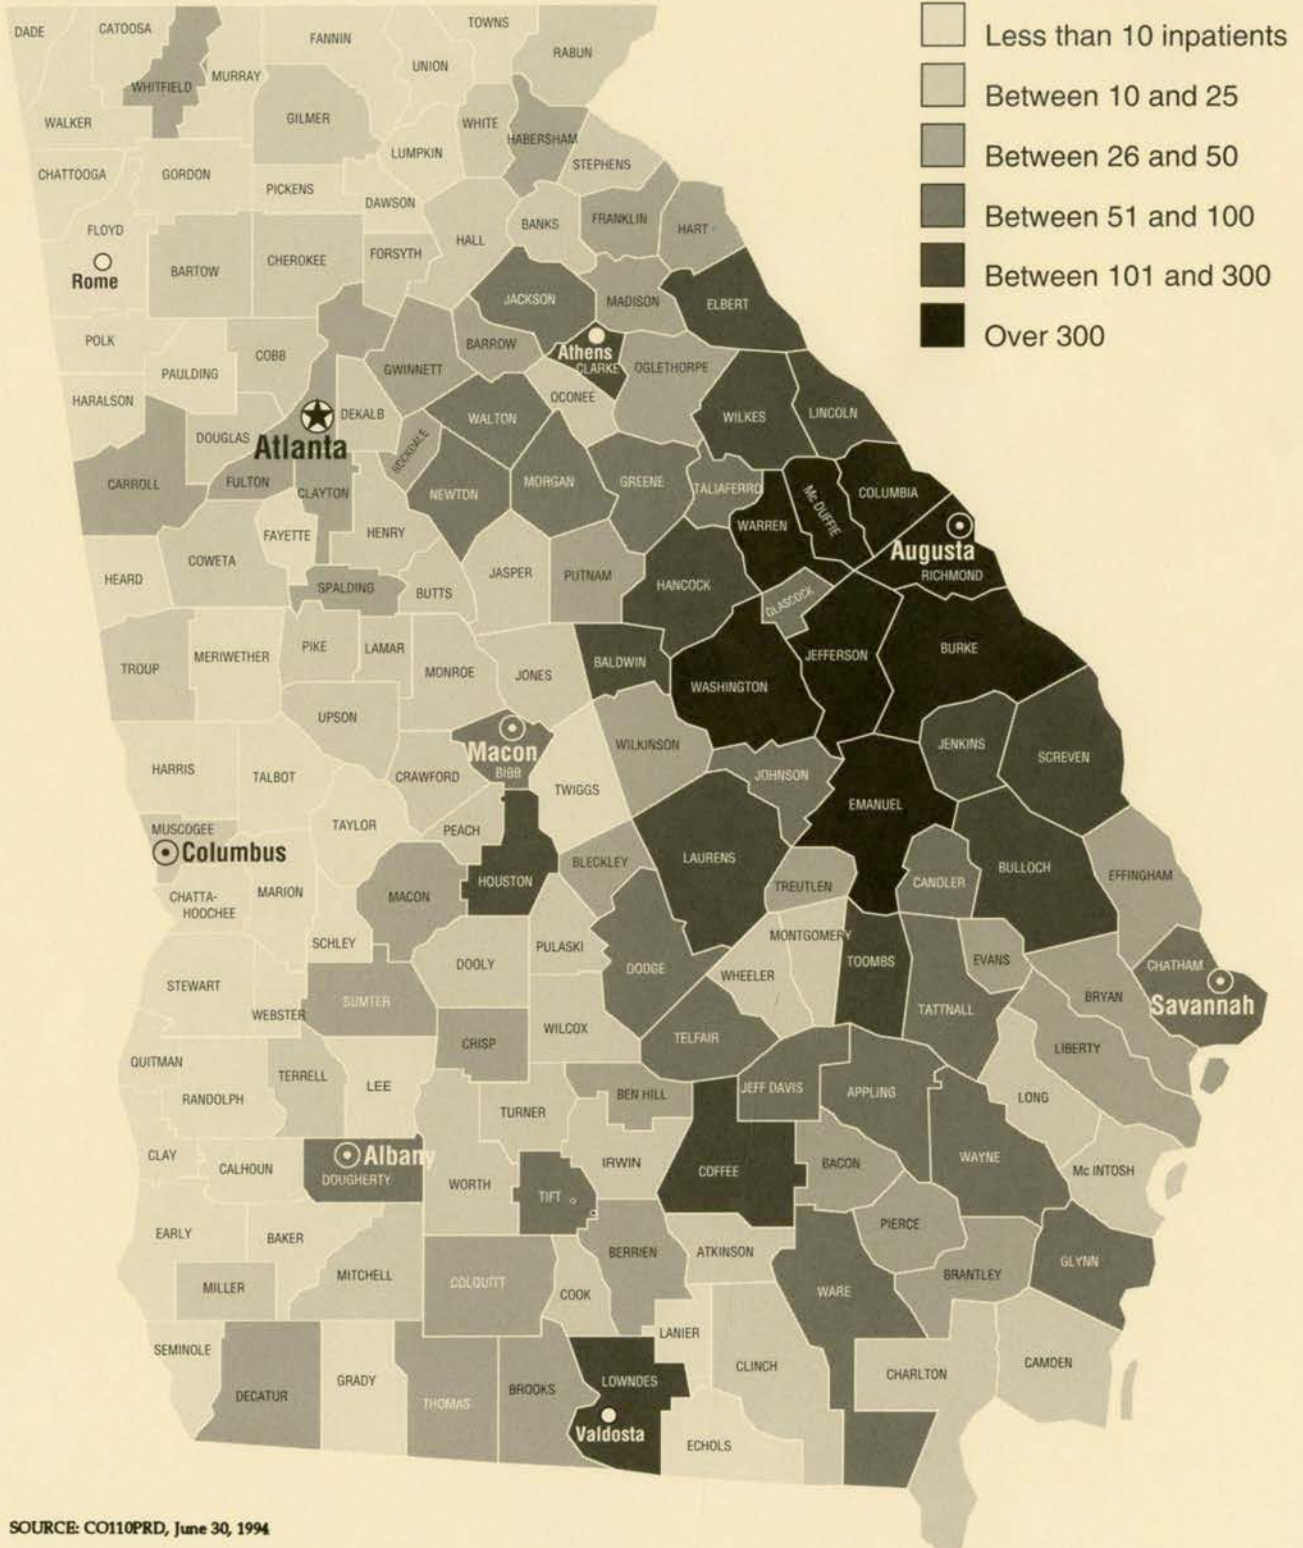 Less than 10 inpatients
Between 10 and 25
Between 26 and 50
Between 51 and 100
Between 101 and 300
Over 300
DADE
CATOOSA
WHITFIELD
MURRAY
FANNIN
UNION
TOWNS
RABUN
WALKER
GILMER
WHITE
HABERSHAM
LUMPKIN
STEPHENS
CHATTOOGA
GORDON
PICKENS
DAWSON
FLOYD
Rome
BARTOW
CHEROKEE
FORSYTH
HALL
BANKS
FRANKLIN
HART
JACKSON
MADISON
ELBERT
POLK
PAULDING
COBB
GWINNETT
BARROW
Athens
CLARKE
OGLETHORPE
OCONEE
HARALSON
DOUGLAS
Atlanta
DEKALB
ROCKDALE
WALTON
WILKES
LINCOLN
CARROLL
FULTON
CLAYTON
NEWTON
MORGAN
GREENE
TALIAFERRO
Mc DUFFIE
COLUMBIA
WARREN
Augusta
RICHMOND
HEARD
COWETA
FAYETTE
HENRY
SPALDING
BUTTS
JASPER
PUTNAM
HANCOCK
GLASCOCK
TROUP
MERIWETHER
PIKE
LAMAR
MONROE
JONES
BALDWIN
WASHINGTON
JEFFERSON
BURKE
UPSON
HARRIS
TALBOT
CRAWFORD
Macon
BIBB
TWIGGS
WILKINSON
JOHNSON
JENKINS
SCREVEN
EMANUEL
MUSCOGEE
Columbus
TAYLOR
PEACH
HOUSTON
BLECKLEY
LAURENS
TREUTLEN
CANDLER
BULLOCH
EFFINGHAM
CHATTA-
HOOCHEE
MARION
MACON
SCHLEY
DOOLY
PULASKI
DODGE
WHEELER
MONTGOMERY
TOOMBS
EVANS
TATTNALL
BRYAN
CHATHAM
Savannah
STEWART
WEBSTER
SUMTER
CRISP
WILCOX
TELFAIR
LIBERTY
QUITMAN
RANDOLPH
TERRELL
LEE
TURNER
BEN HILL
JEFF DAVIS
APPLING
LONG
CLAY
CALHOUN
Albany
DOUGHERTY
WORTH
TIFT
IRWIN
COFFEE
BACON
WAYNE
Mc INTOSH
EARLY
BAKER
MILLER
MITCHELL
COLQUITT
COOK
BERRIEN
ATKINSON
WARE
PIERCE
BRANTLEY
GLYNN
SEMINOLE
DECATUR
GRADY
THOMAS
BROOKS
LOWNDES
Valdosta
LANIER
CLINCH
ECHOLS
CHARLTON
CAMDEN
SOURCE: CO110PRD, June 30, 1994